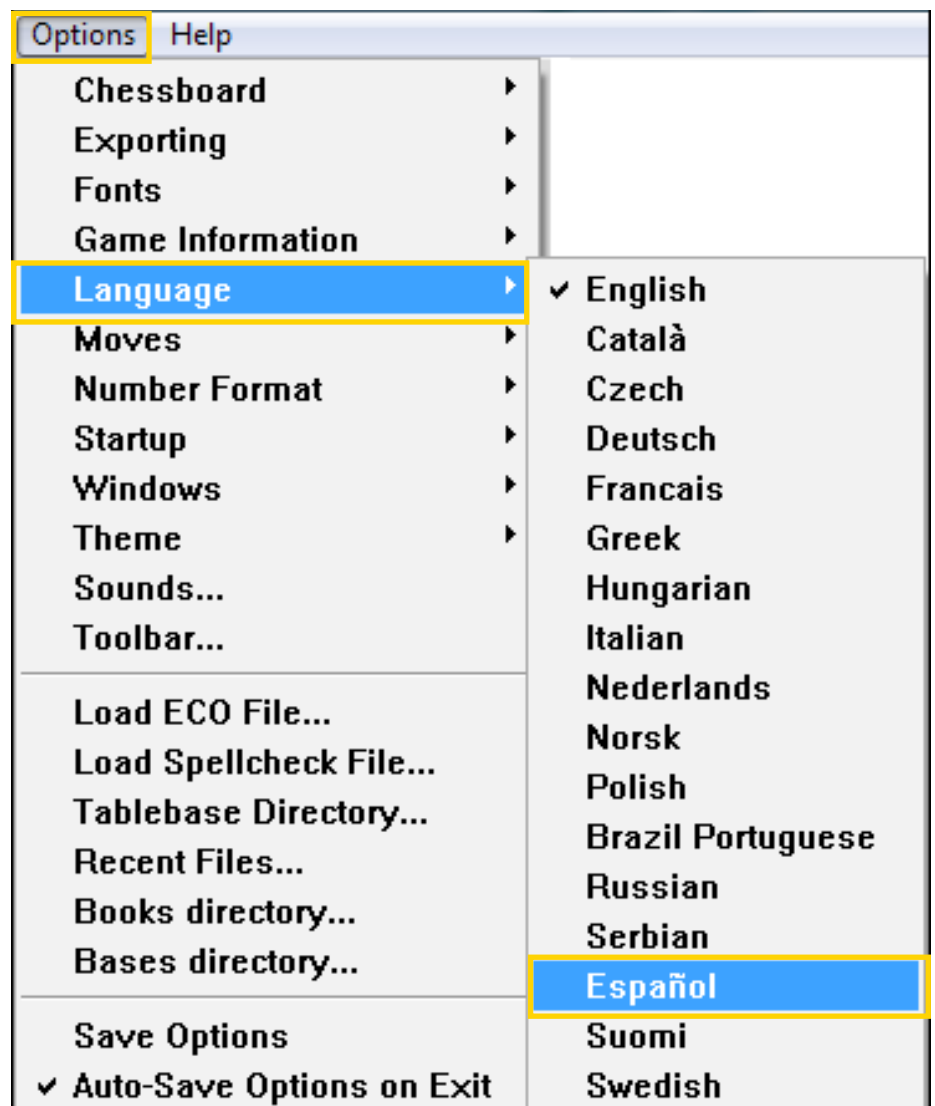 Options Help
Chessboard
Exporting
Fonts
Game Information
Language
Moves
Number Format
Startup
Windows
Theme
Sounds...
Toolbar...
Load ECO File...
Load Spellcheck File...
Tablebase Directory...
Recent Files...
Books directory...
Bases directory...
Save Options
Auto-Save Options on Exit
English
Català
Czech
Deutsch
Francais
Greek
Hungarian
Italian
Nederlands
Norsk
Polish
Brazil Portuguese
Russian
Serbian
Español
Suomi
Swedish